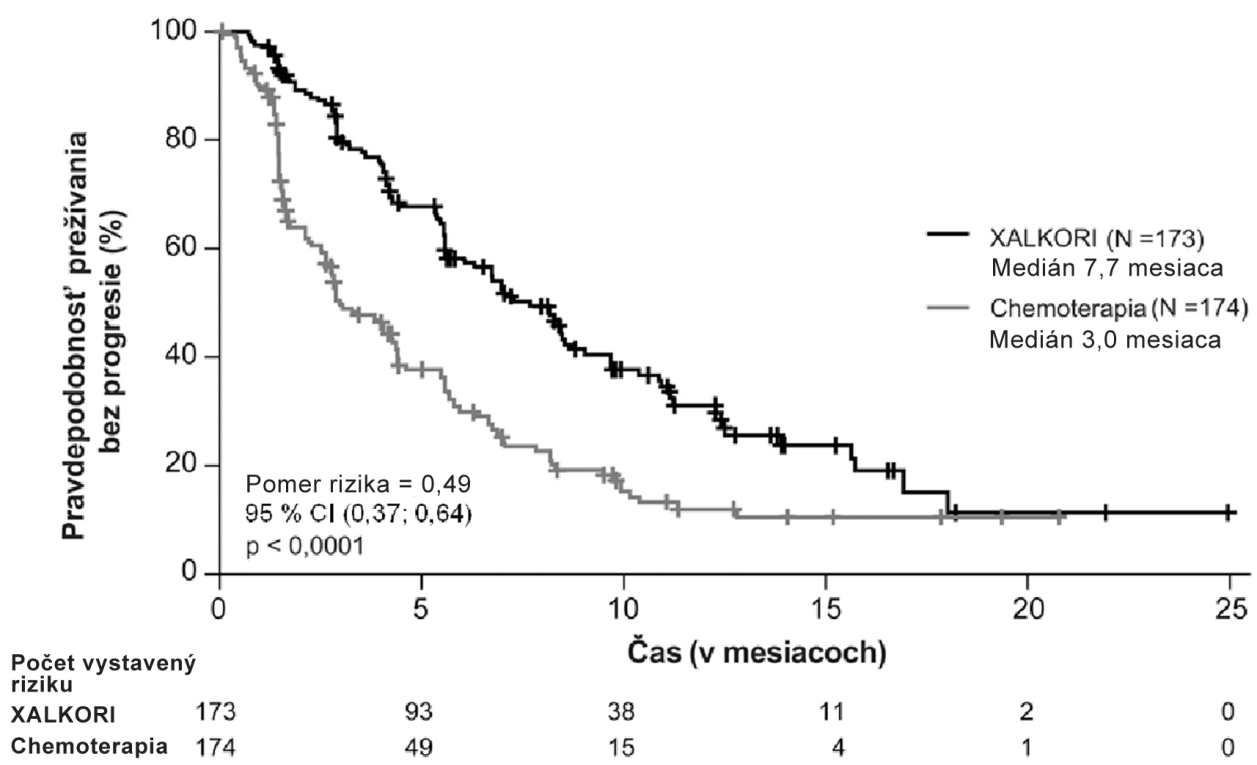 100
80
60
40
20
0
Pravdepodobnosť prežívania
bez progresie (%)
XALKORI (N =173)
Medián 7,7 mesiaca
Chemoterapia (N =174)
Medián 3,0 mesiaca
Pomer rizika = 0,49
95 % CI (0,37; 0,64)
p < 0,0001
0 5 10 15 20 25
Čas (v mesiacoch)
Počet vystavený
riziku
XALKORI 173 93 38 11 2 0
Chemoterapia 174 49 15 4 1 0